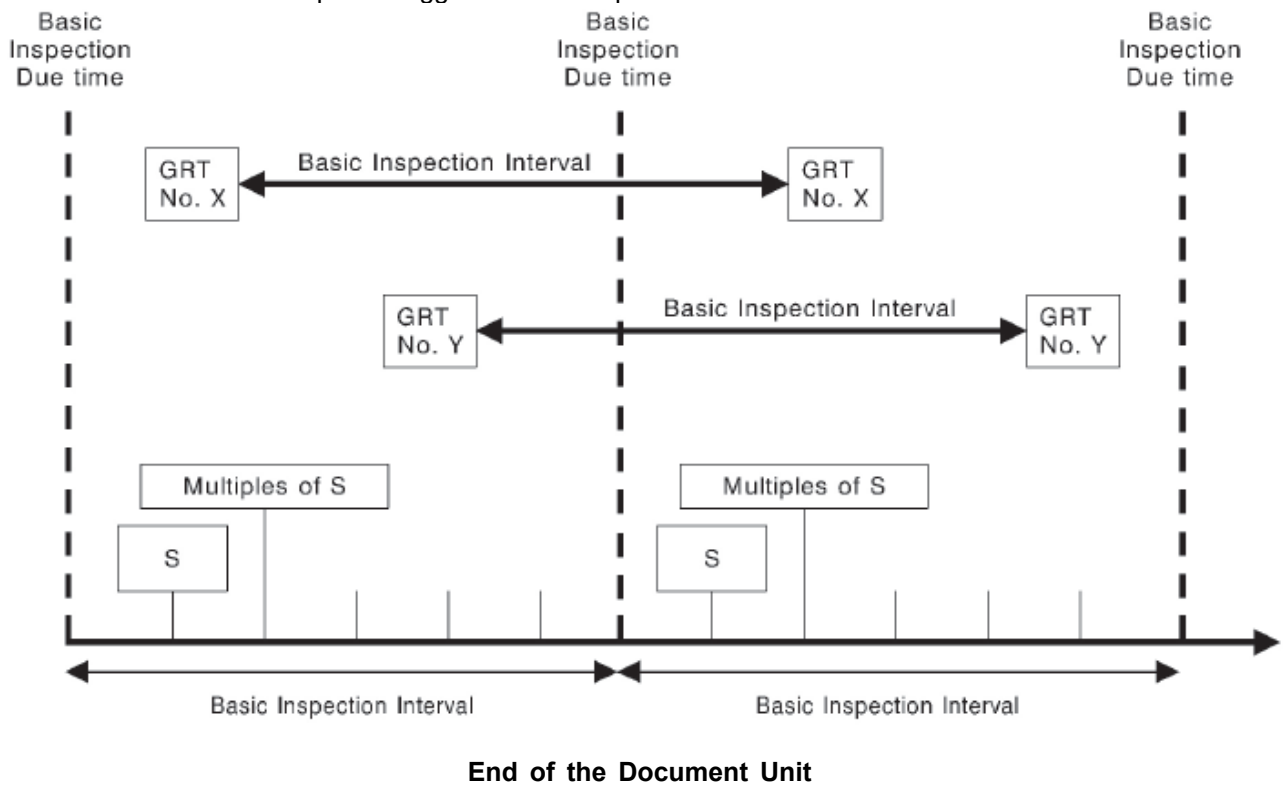 Basic
Inspection
Due time
Basic
Inspection
Due time
Basic
Inspection
Due time
GRT
No. X
Basic Inspection Interval
GRT
No. X
GRT
No. Y
Basic Inspection Interval
GRT
No. Y
Multiples of S
Multiples of S
S
S
Basic Inspection Interval
Basic Inspection Interval
End of the Document Unit